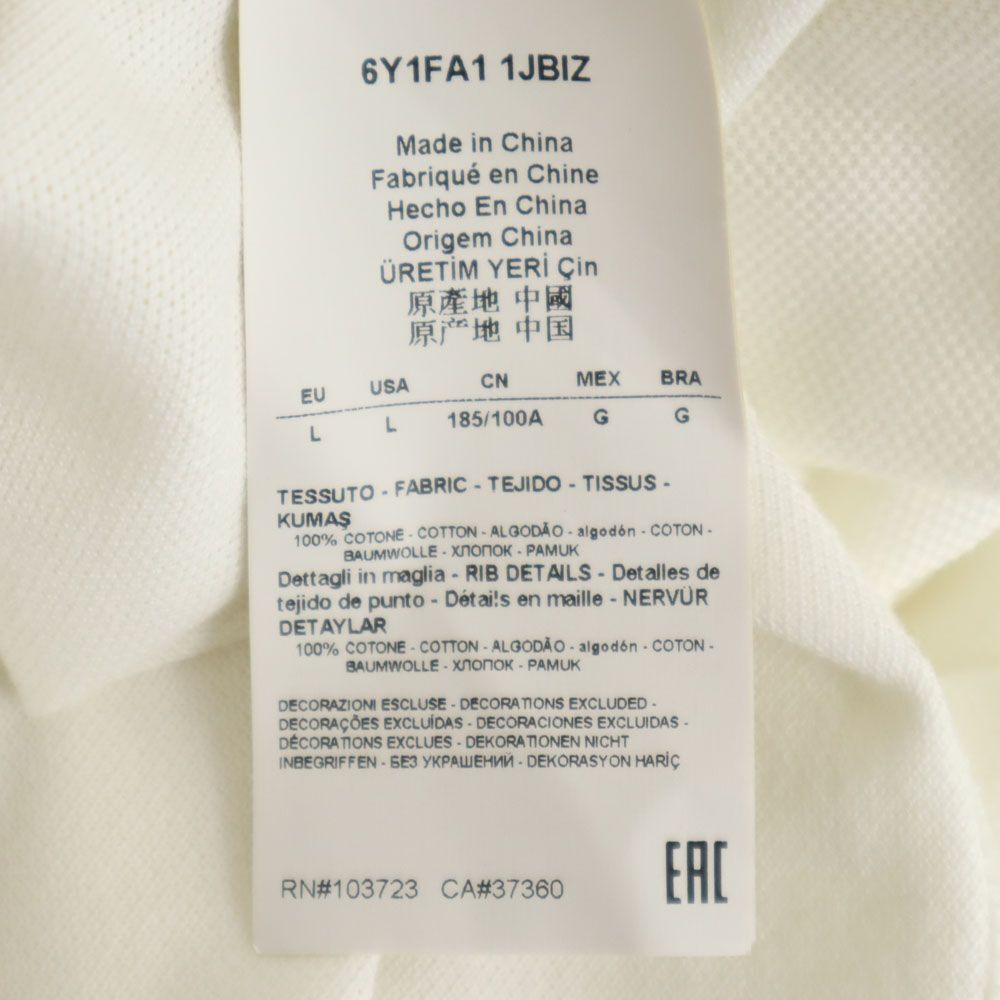 6Y1FA1 1JBIZ
Made in China
Fabriqué en Chine
Hecho En China
Origem China
ÜRETİM YERİ Çin
原產地 中國
原产地 中国
EU USA CN MEX BRA
L L 185/100A G G
TESSUTO - FABRIC - TEJIDO - TISSUS -
KUMAŞ
100% COTONE - COTTON - ALGODÃO - algodón - COTON -
BAUMWOLLE - ХЛОПОК - PAMUK
Dettagli in maglia - RIB DETAILS - Detalles de
tejido de punto - Détails en maille - NERVÜR
DETAYLAR
100% COTONE - COTTON - ALGODÃO - algodón - COTON -
BAUMWOLLE - ХЛОПОК - PAMUK
DECORAZIONI ESCLUSE - DECORATIONS EXCLUDED -
DECORAÇÕES EXCLUÍDAS - DECORACIONES EXCLUIDAS -
DÉCORATIONS EXCLUES - DEKORATIONEN NICHT
INBEGRIFFEN - БЕЗ УКРАШЕНИЙ - DEKORASYON HARİÇ
RN#103723 CA#37360
EAC